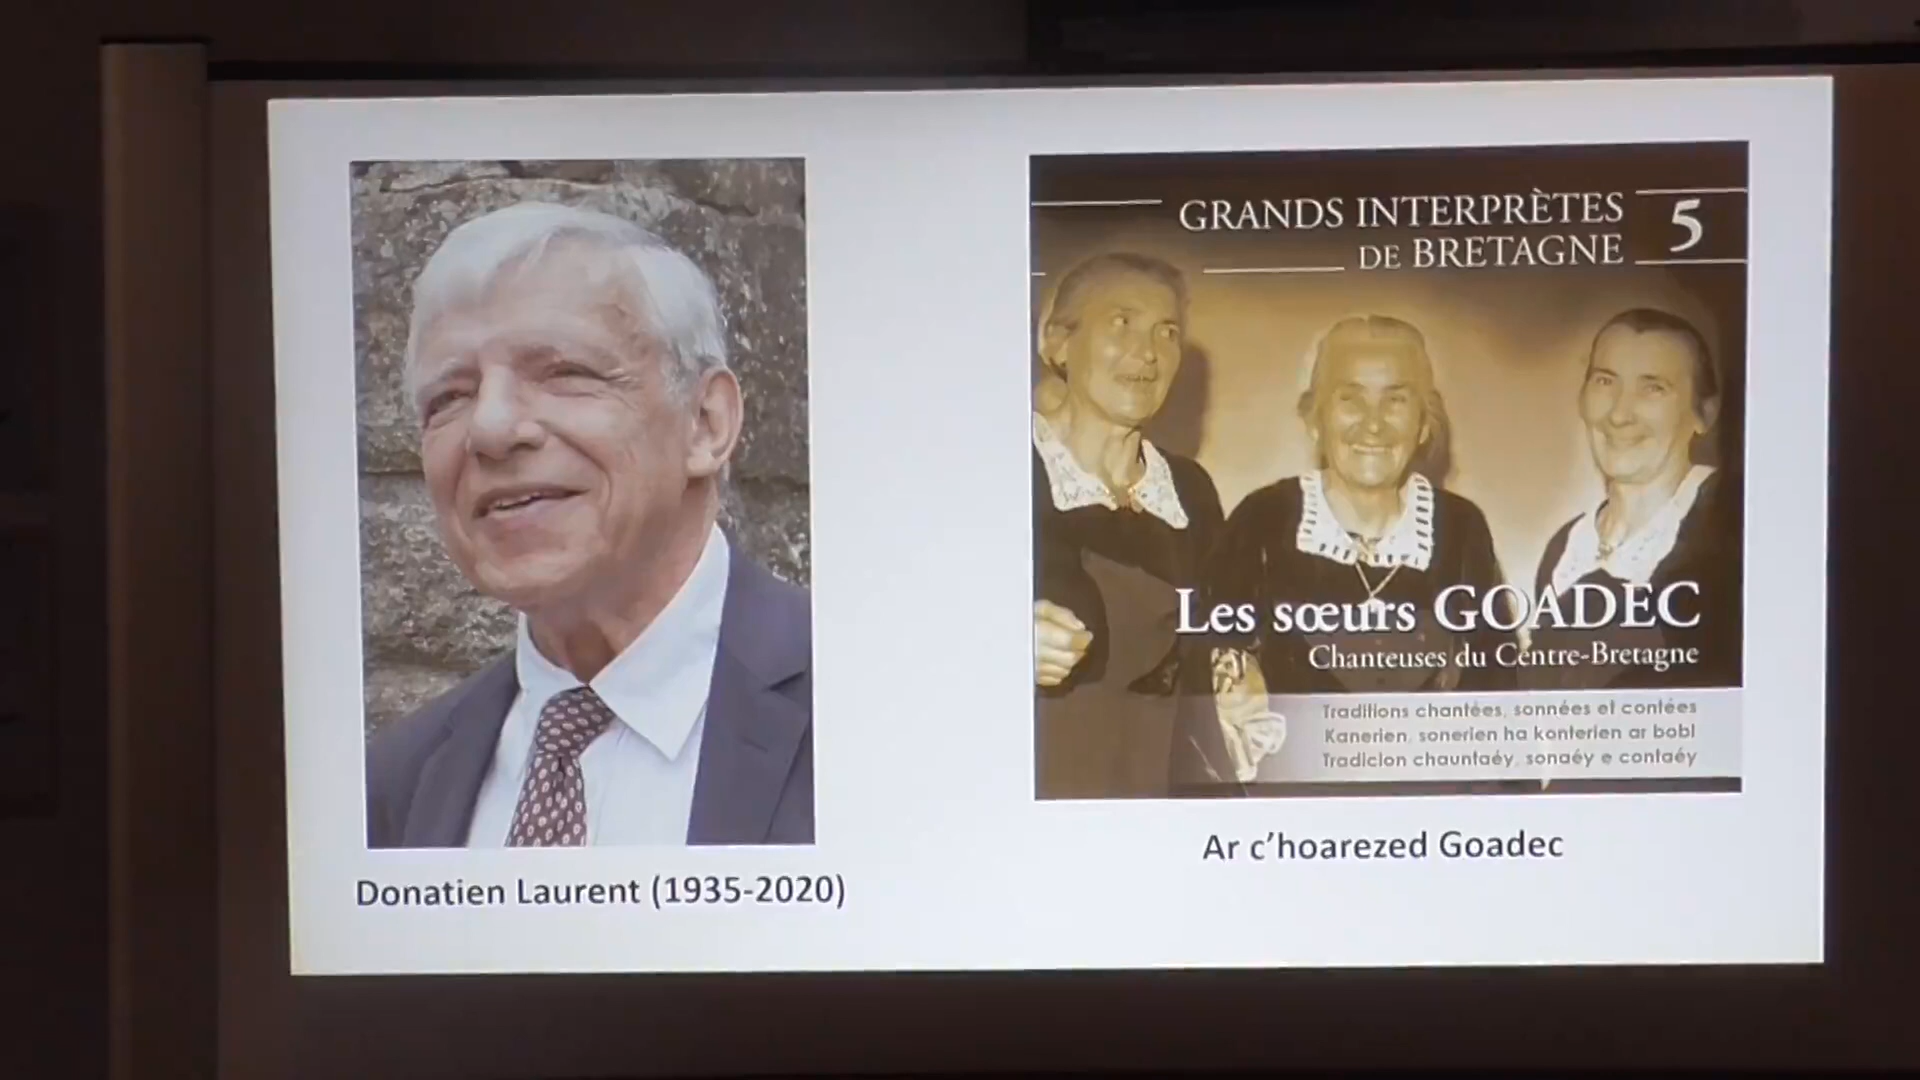 Donatien Laurent (1935-2020)
GRANDS INTERPRÈTES
DE BRETAGNE
5
Les sœurs GOADEC
Chanteuses du Centre-Bretagne
Traditions chantées, sonnées et contées
Kanerien, sonerien ha konterien ar bobl
Tradicion chauntaéy, sonaéy e contaéy
Ar c’hoarezed Goadec